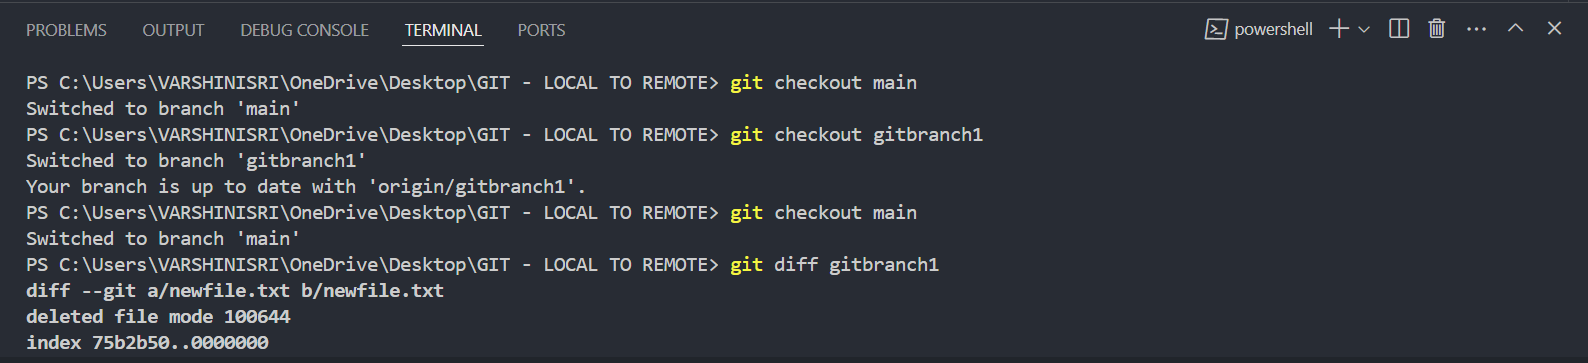 PROBLEMS OUTPUT DEBUG CONSOLE TERMINAL PORTS powershell
PS C:\Users\VARSHINISRI\OneDrive\Desktop\GIT - LOCAL TO REMOTE> git checkout main
Switched to branch 'main'
PS C:\Users\VARSHINISRI\OneDrive\Desktop\GIT - LOCAL TO REMOTE> git checkout gitbranch1
Switched to branch 'gitbranch1'
Your branch is up to date with 'origin/gitbranch1'.
PS C:\Users\VARSHINISRI\OneDrive\Desktop\GIT - LOCAL TO REMOTE> git checkout main
Switched to branch 'main'
PS C:\Users\VARSHINISRI\OneDrive\Desktop\GIT - LOCAL TO REMOTE> git diff gitbranch1
diff --git a/newfile.txt b/newfile.txt
deleted file mode 100644
index 75b2b50..0000000